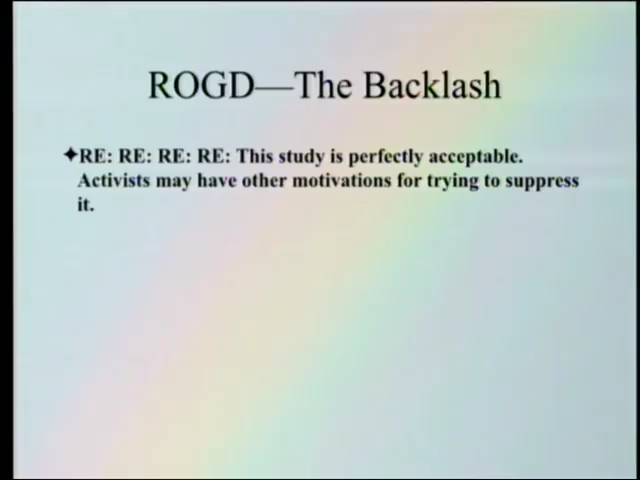 ROGD—The Backlash
✦RE: RE: RE: RE: This study is perfectly acceptable.
Activists may have other motivations for trying to suppress
it.